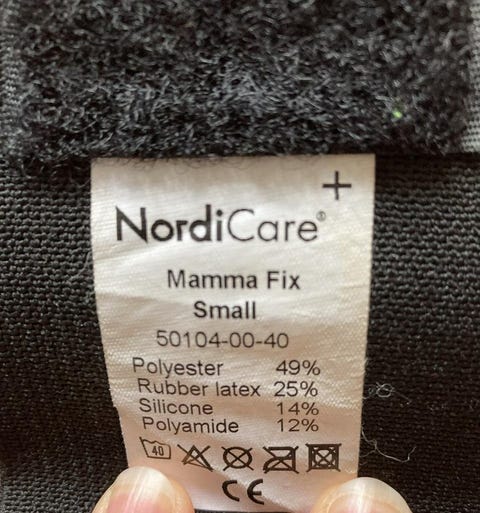 NordiCare®
Mamma Fix
Small
50104-00-40
Polyester 49%
Rubber latex 25%
Silicone 14%
Polyamide 12%
40
CE